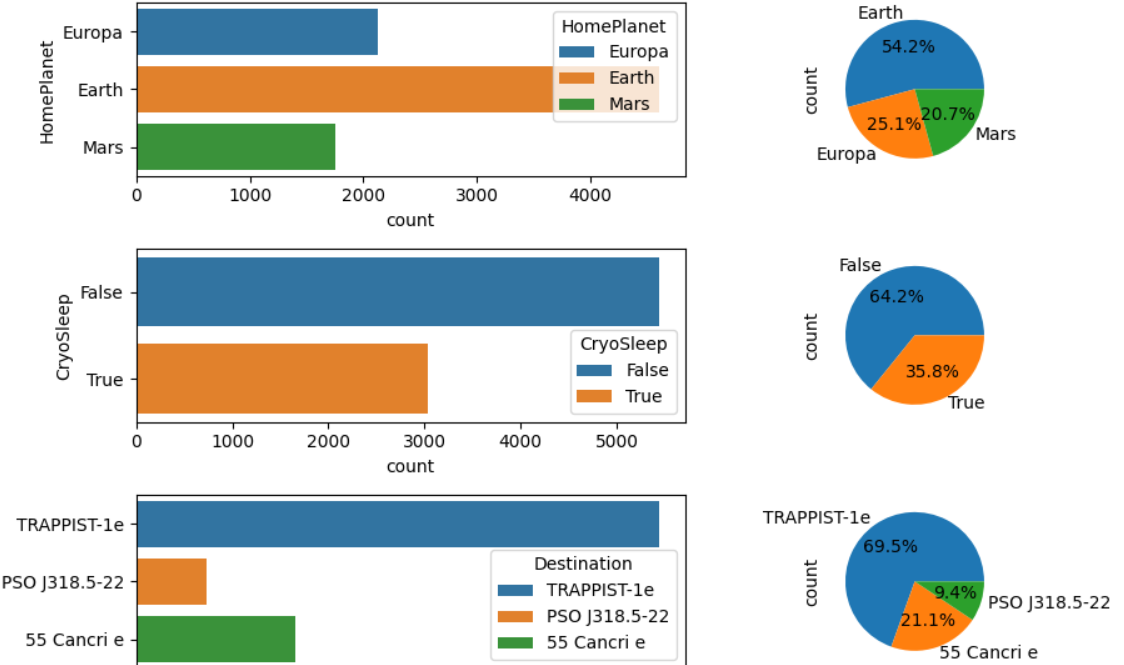 HomePlanet
Europa
Earth
Mars
HomePlanet
Europa
Earth
Mars
0 1000 2000 3000 4000
count
count
Earth
54.2%
25.1%
20.7%
Europa
Mars
CryoSleep
False
True
CryoSleep
False
True
0 1000 2000 3000 4000 5000
count
count
False
64.2%
35.8%
True
TRAPPIST-1e
PSO J318.5-22
55 Cancri e
Destination
TRAPPIST-1e
PSO J318.5-22
55 Cancri e
count
TRAPPIST-1e
69.5%
9.4%
21.1%
PSO J318.5-22
55 Cancri e